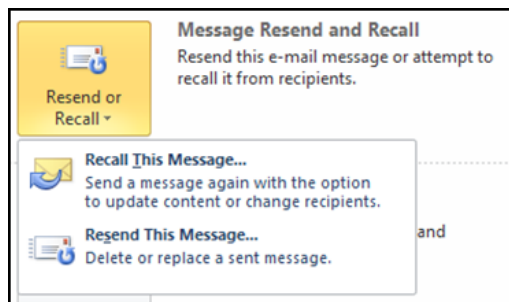 Message Resend and Recall
Resend this e-mail message or attempt to
recall it from recipients.
Resend or
Recall
Recall This Message...
Send a message again with the option
to update content or change recipients.
Resend This Message...
Delete or replace a sent message.
and